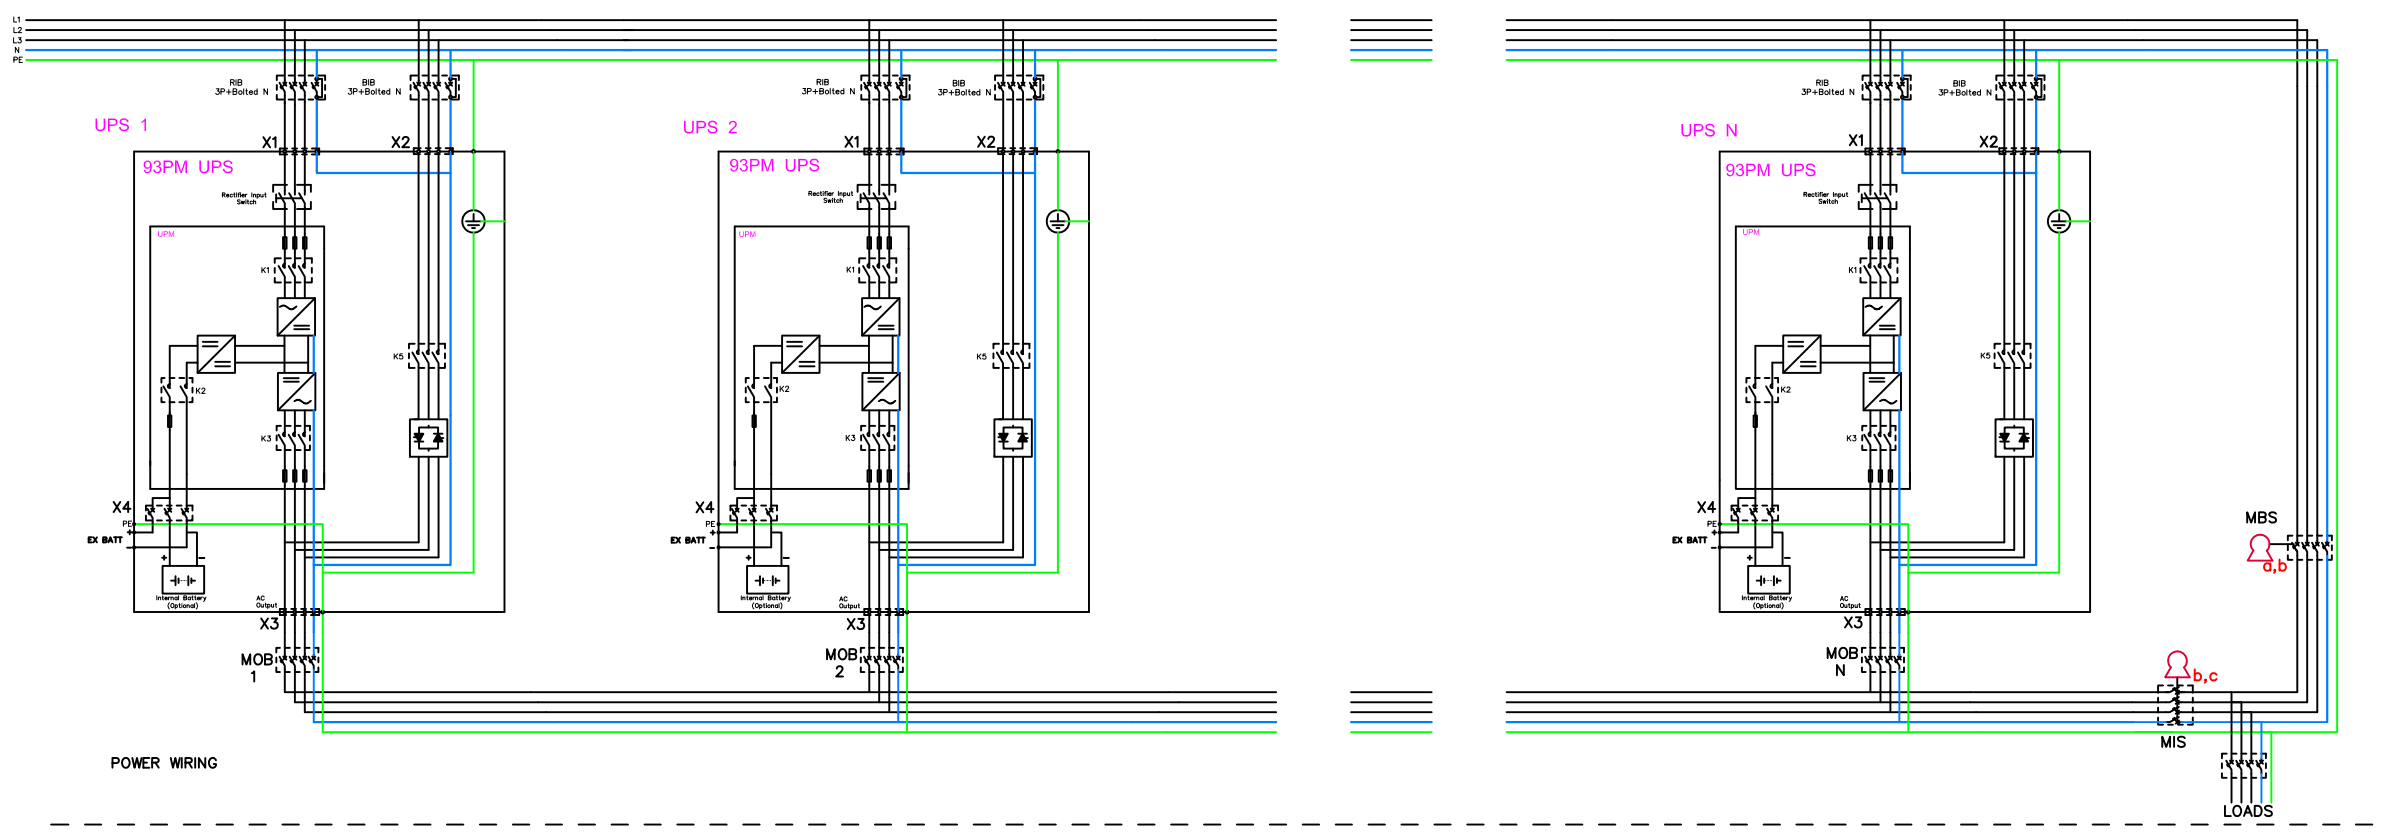 L1
L2
L3
N
PE
RIB
3P+Bolted N
BIB
3P+Bolted N
RIB
3P+Bolted N
BIB
3P+Bolted N
RIB
3P+Bolted N
BIB
3P+Bolted N
UPS 1
UPS 2
UPS N
X1
X2
X1
X2
X1
X2
93PM UPS
93PM UPS
93PM UPS
Rectifier Input
Switch
Rectifier Input
Switch
Rectifier Input
Switch
UPM
UPM
UPM
K1
K1
K1
K5
K5
K5
K2
K2
K2
K3
K3
K3
X4
PE
+
EX BATT
-
+
-
X4
PE
+
EX BATT
-
+
-
X4
PE
+
EX BATT
-
+
-
MBS
a,b
Internal Battery
(Optional)
AC
Output
Internal Battery
(Optional)
AC
Output
Internal Battery
(Optional)
AC
Output
X3
X3
X3
MOB
1
MOB
2
MOB
N
b,c
MIS
POWER WIRING
LOADS